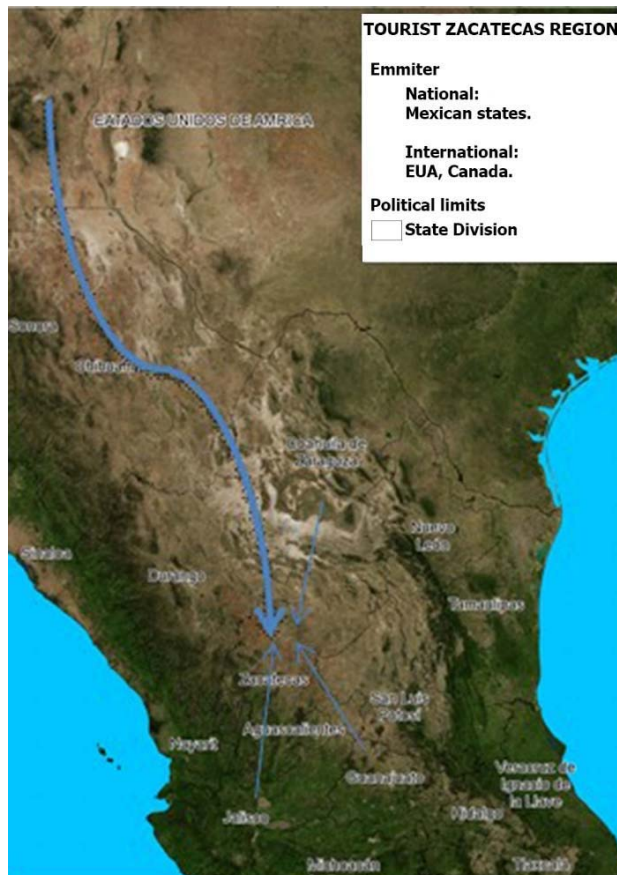 TOURIST ZACATECAS REGION
Emmiter
National:
Mexican states.
International:
EUA, Canada.
Political limits
State Division
EATADOS UNIDOS DE AMRICA
Sonora
Chihuah
Coahuila de
Zaragoza
Nuevo
León
Sinaloa
Durango
Tamaulipas
Zacatecas
San Luis
Potosí
Aguascalientes
Nayarit
Guanajuato
Veracruz de
Ignacio de
la Llave
Jalisco
Hidalgo
Michoacán
Tlaxcala